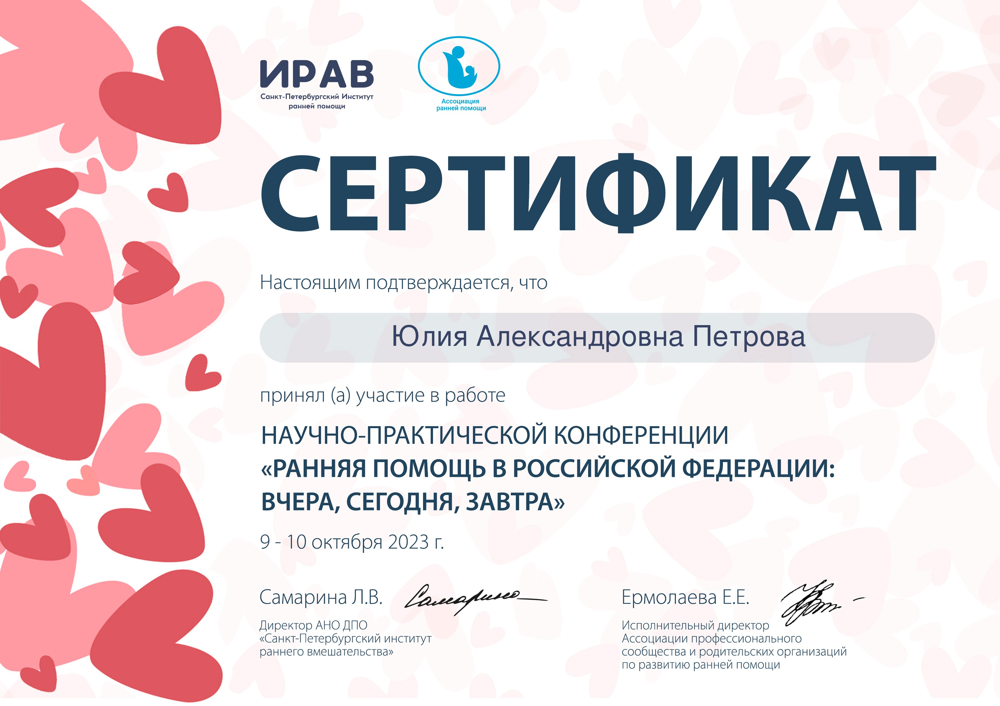 ИРАВ
Санкт-Петербургский Институт
ранней помощи
Ассоциация
ранней помощи
СЕРТИФИКАТ
Настоящим подтверждается, что
Юлия Александровна Петрова
принял (а) участие в работе
НАУЧНО-ПРАКТИЧЕСКОЙ КОНФЕРЕНЦИИ
«РАННЯЯ ПОМОЩЬ В РОССИЙСКОЙ ФЕДЕРАЦИИ:
ВЧЕРА, СЕГОДНЯ, ЗАВТРА»
9 - 10 октября 2023 г.
Самарина Л.В.
Самарина
Директор АНО ДПО
«Санкт-Петербургский институт
раннего вмешательства»
Ермолаева Е.Е.
Исполнительный директор
Ассоциации профессионального
сообщества и родительских организаций
по развитию ранней помощи